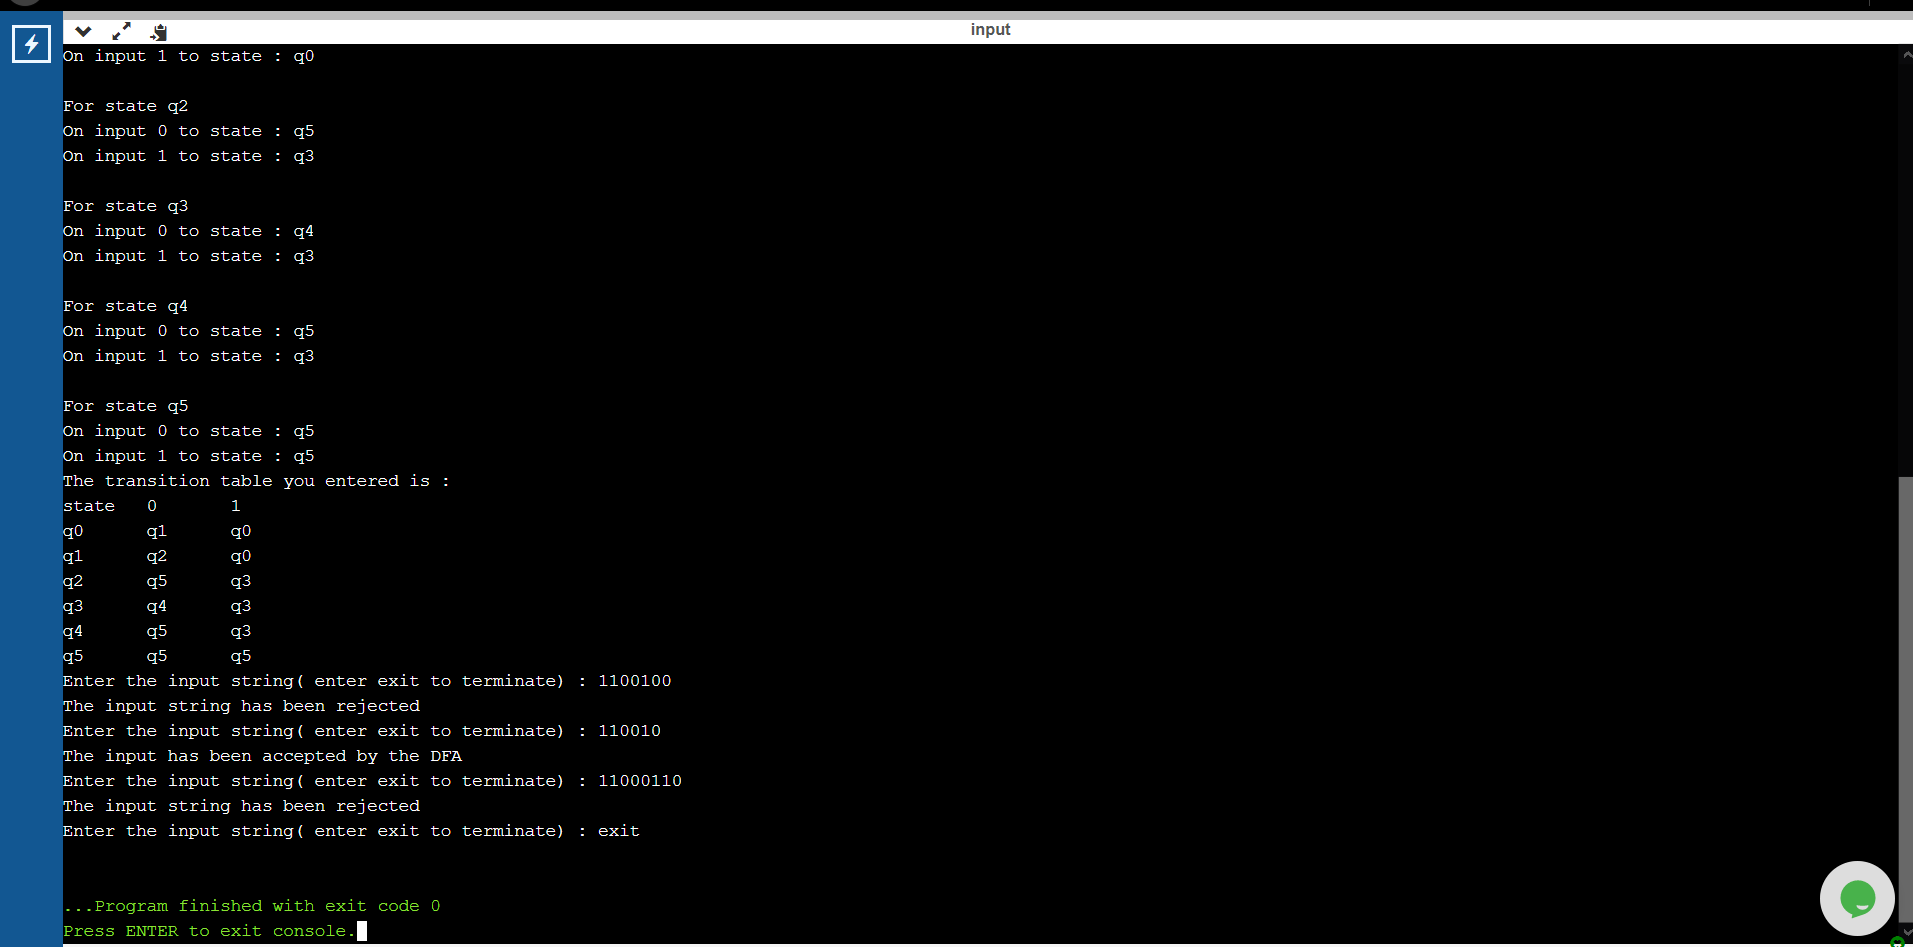 input
On input 1 to state : q0
For state q2
On input 0 to state : q5
On input 1 to state : q3
For state q3
On input 0 to state : q4
On input 1 to state : q3
For state q4
On input 0 to state : q5
On input 1 to state : q3
For state q5
On input 0 to state : q5
On input 1 to state : q5
The transition table you entered is :
state 0 1
q0 q1 q0
q1 q2 q0
q2 q5 q3
q3 q4 q3
q4 q5 q3
q5 q5 q5
Enter the input string( enter exit to terminate) : 1100100
The input string has been rejected
Enter the input string( enter exit to terminate) : 110010
The input has been accepted by the DFA
Enter the input string( enter exit to terminate) : 11000110
The input string has been rejected
Enter the input string( enter exit to terminate) : exit
...Program finished with exit code 0
Press ENTER to exit console.